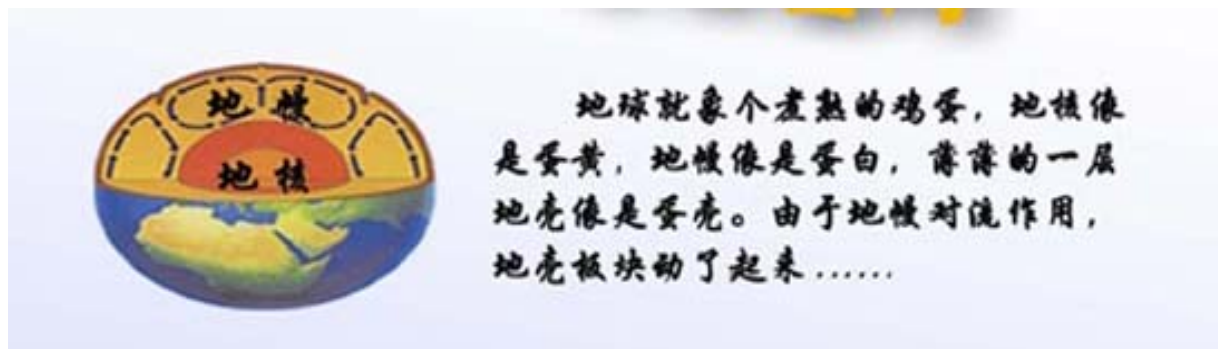 地幔
地核
地球就象个煮熟的鸡蛋，地核像
是蛋黄，地幔像是蛋白，薄薄的一层
地壳像是蛋壳。由于地幔对流作用，
地壳板块动了起来……